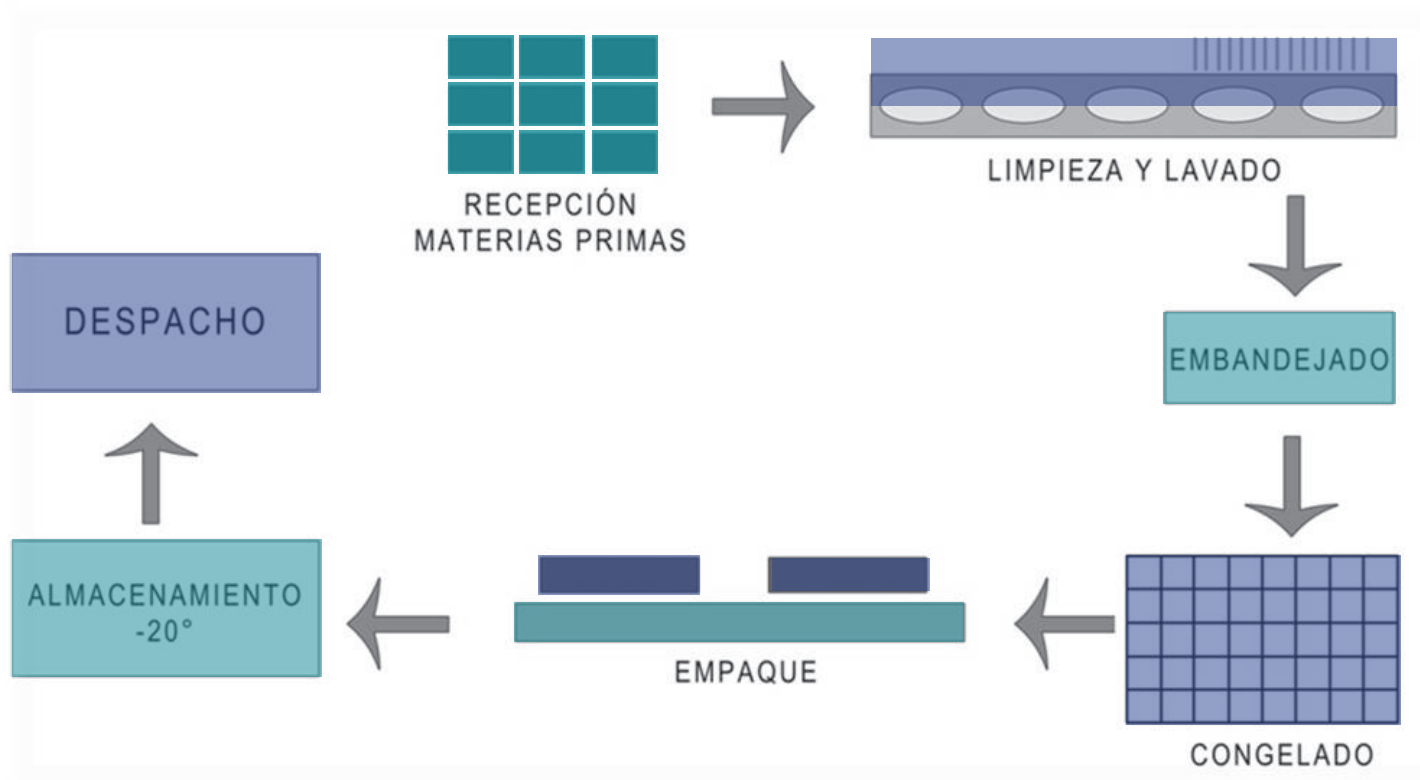 RECEPCIÓN
MATERIAS PRIMAS
LIMPIEZA Y LAVADO
EMBANDEJADO
CONGELADO
EMPAQUE
ALMACENAMIENTO
-20°
DESPACHO